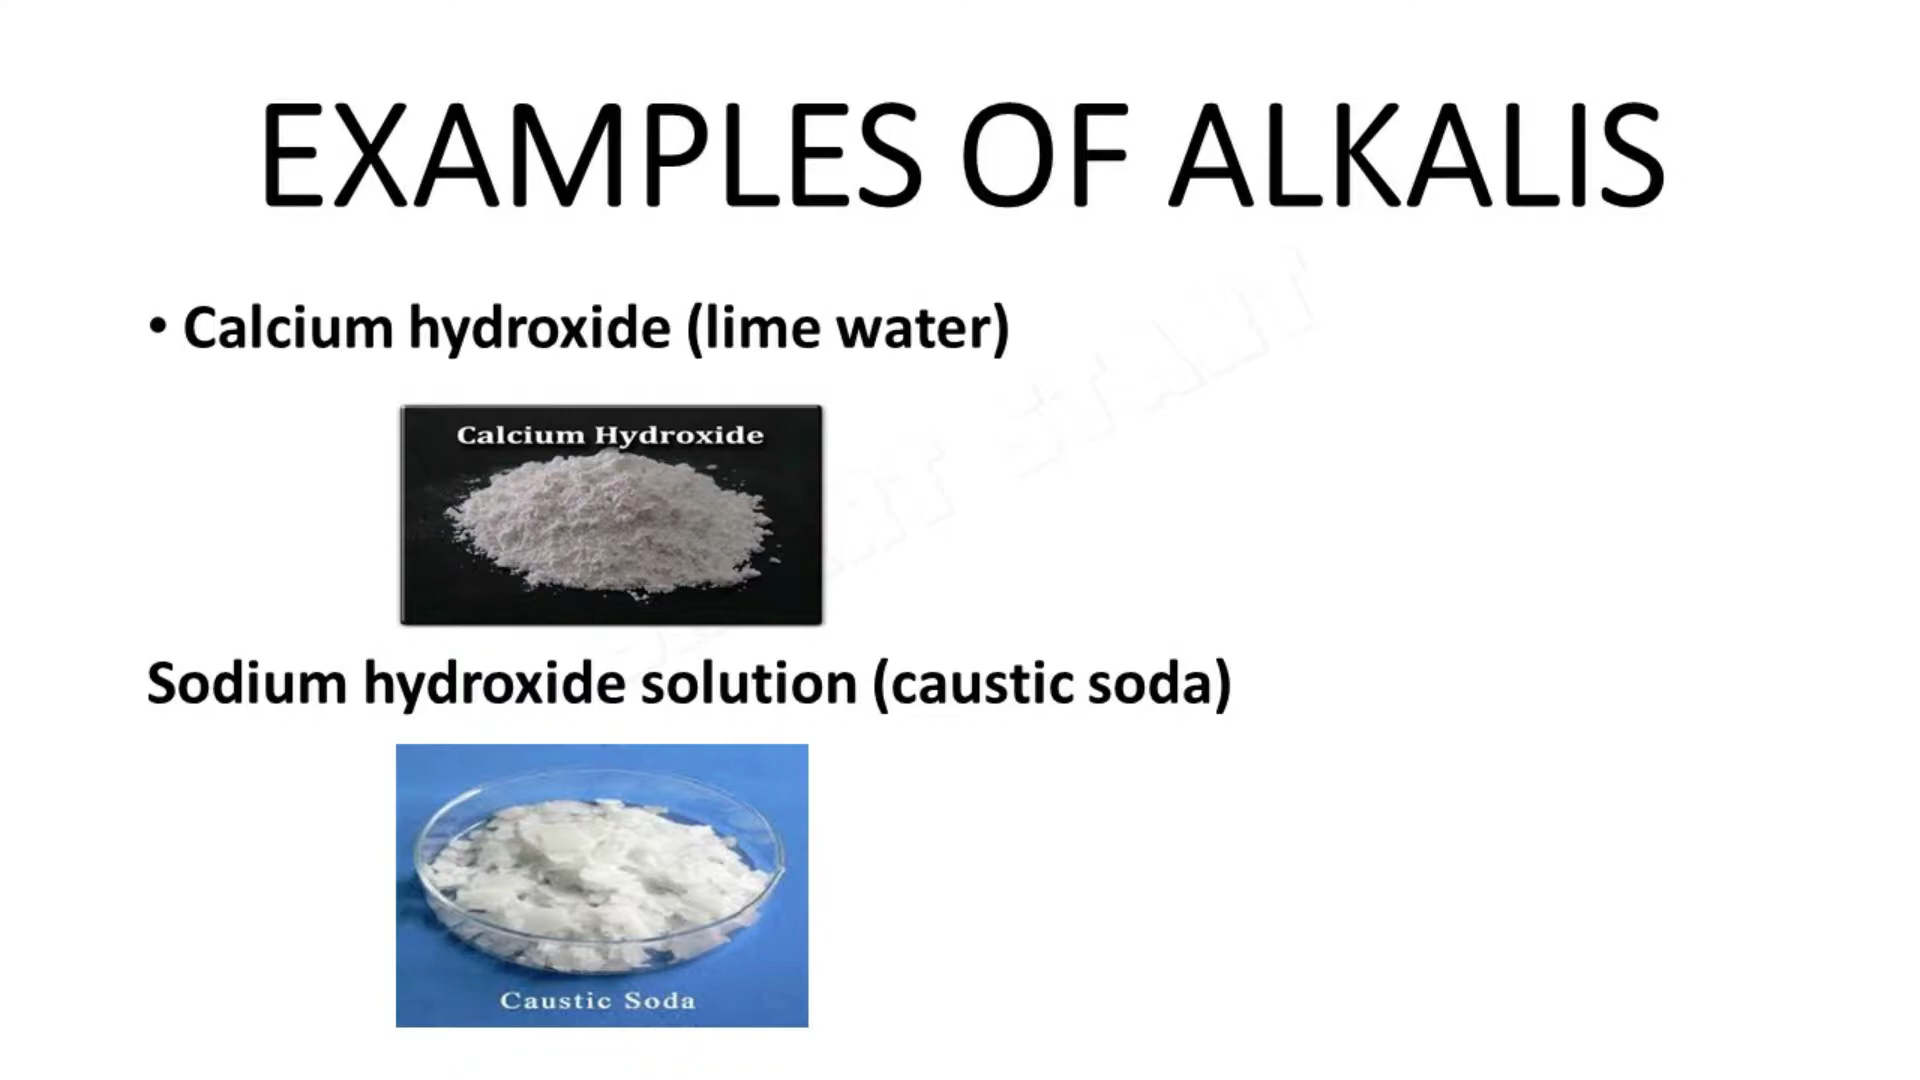 EXAMPLES OF ALKALIS
• Calcium hydroxide (lime water)
Calcium Hydroxide
Sodium hydroxide solution (caustic soda)
Caustic Soda